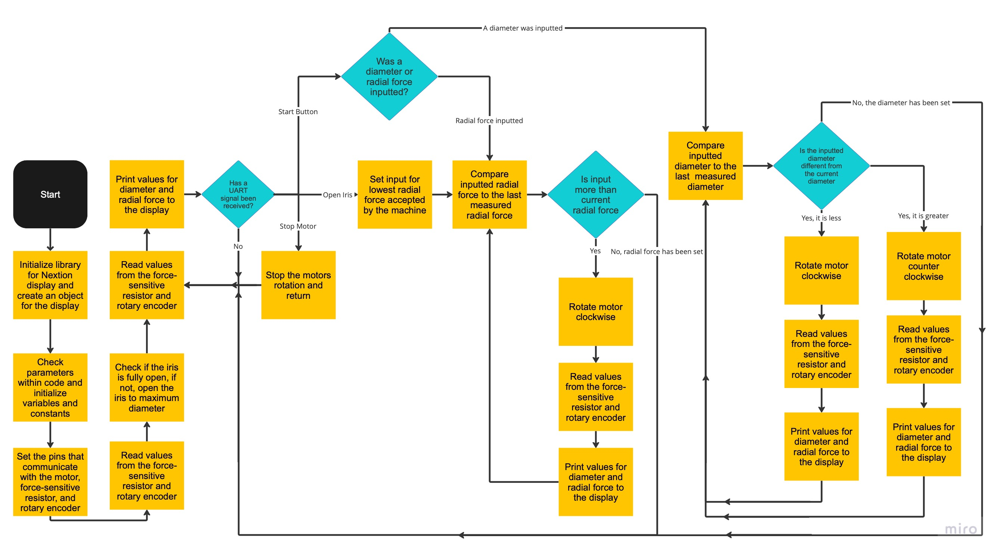 A diameter was inputted
Was a
diameter or
radial force
inputted?
Start Button
Radial force inputted
No, the diameter has been set
Start
Print values for
diameter and
radial force to
the display
Has a
UART
signal been
received?
Open Iris
Set input for
lowest radial
force accepted
by the machine
Compare
inputted radial
force to the last
measured
radial force
Is input
more than
current
radial force
Compare
inputted
diameter to the
last measured
diameter
Is the inputted
diameter
different from
the current
diameter
Stop Motor
No
Yes
No, radial force has been set
Yes, it is less
Yes, it is greater
Initialize library
for Nextion
display and
create an object
for the display
Read values
from the force-
sensitive
resistor and
rotary encoder
Stop the motors
rotation and
return
Rotate motor
clockwise
Rotate motor
clockwise
Rotate motor
counter
clockwise
Check
parameters
within code and
initialize
variables and
constants
Check if the iris
is fully open, if
not, open the
iris to maximum
diameter
Read values
from the force-
sensitive
resistor and
rotary encoder
Read values
from the force-
sensitive
resistor and
rotary encoder
Read values
from the force-
sensitive
resistor and
rotary encoder
Set the pins that
communicate
with the motor,
force-sensitive
resistor, and
rotary encoder
Read values
from the force-
sensitive
resistor and
rotary encoder
Print values for
diameter and
radial force to
the display
Print values for
diameter and
radial force to
the display
Print values for
diameter and
radial force to
the display
miro